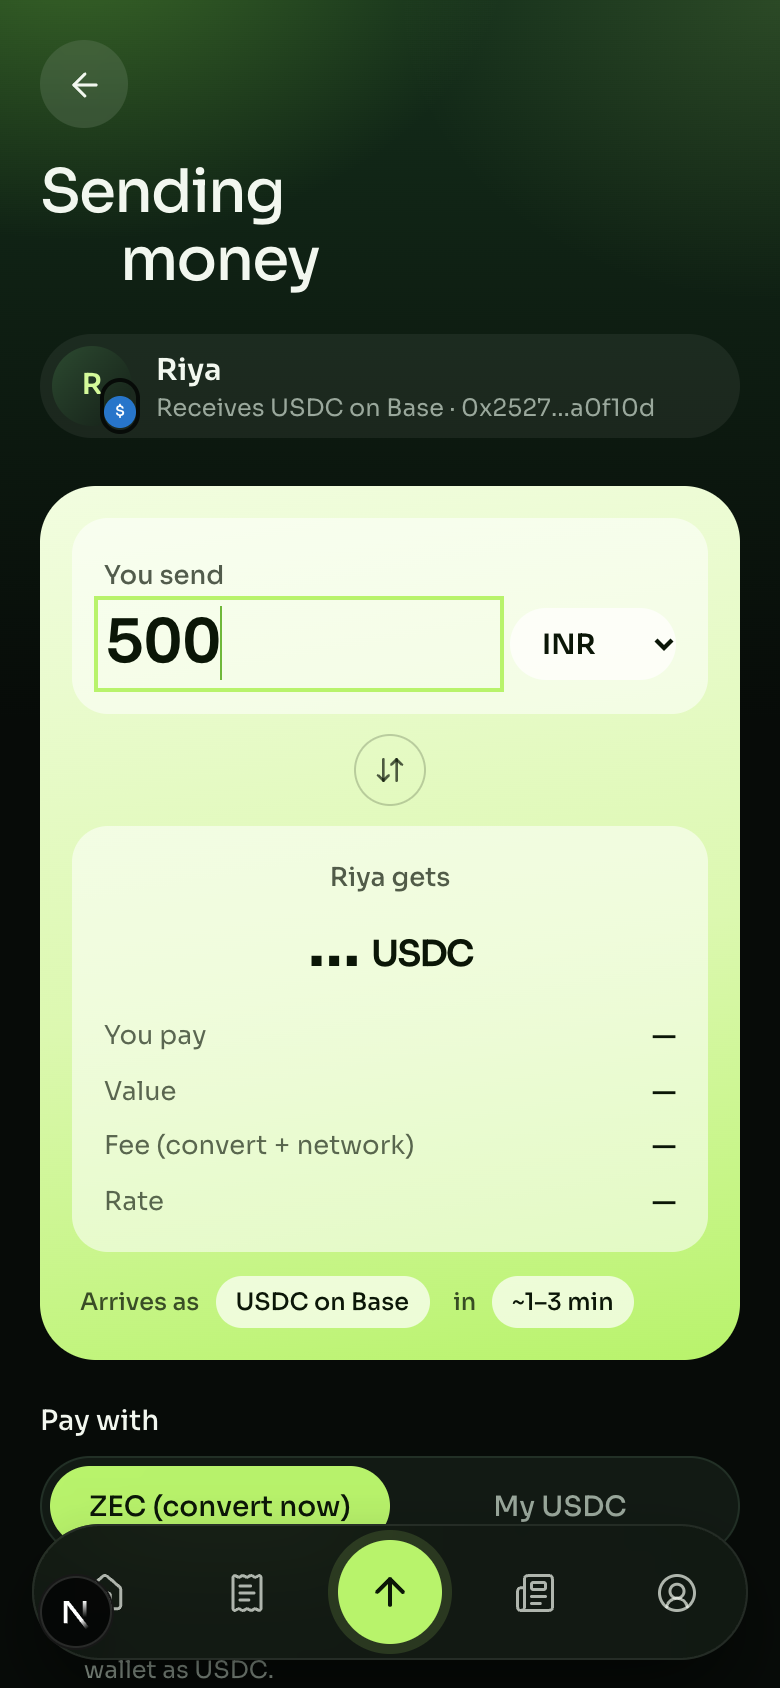 Sending
money
R
$
Riya
Receives USDC on Base · 0x2527...a0f10d
You send
500
INR
Riya gets
... USDC
You pay —
Value —
Fee (convert + network) —
Rate —
Arrives as USDC on Base in ~1–3 min
Pay with
ZEC (convert now) My USDC
N
wallet as USDC.